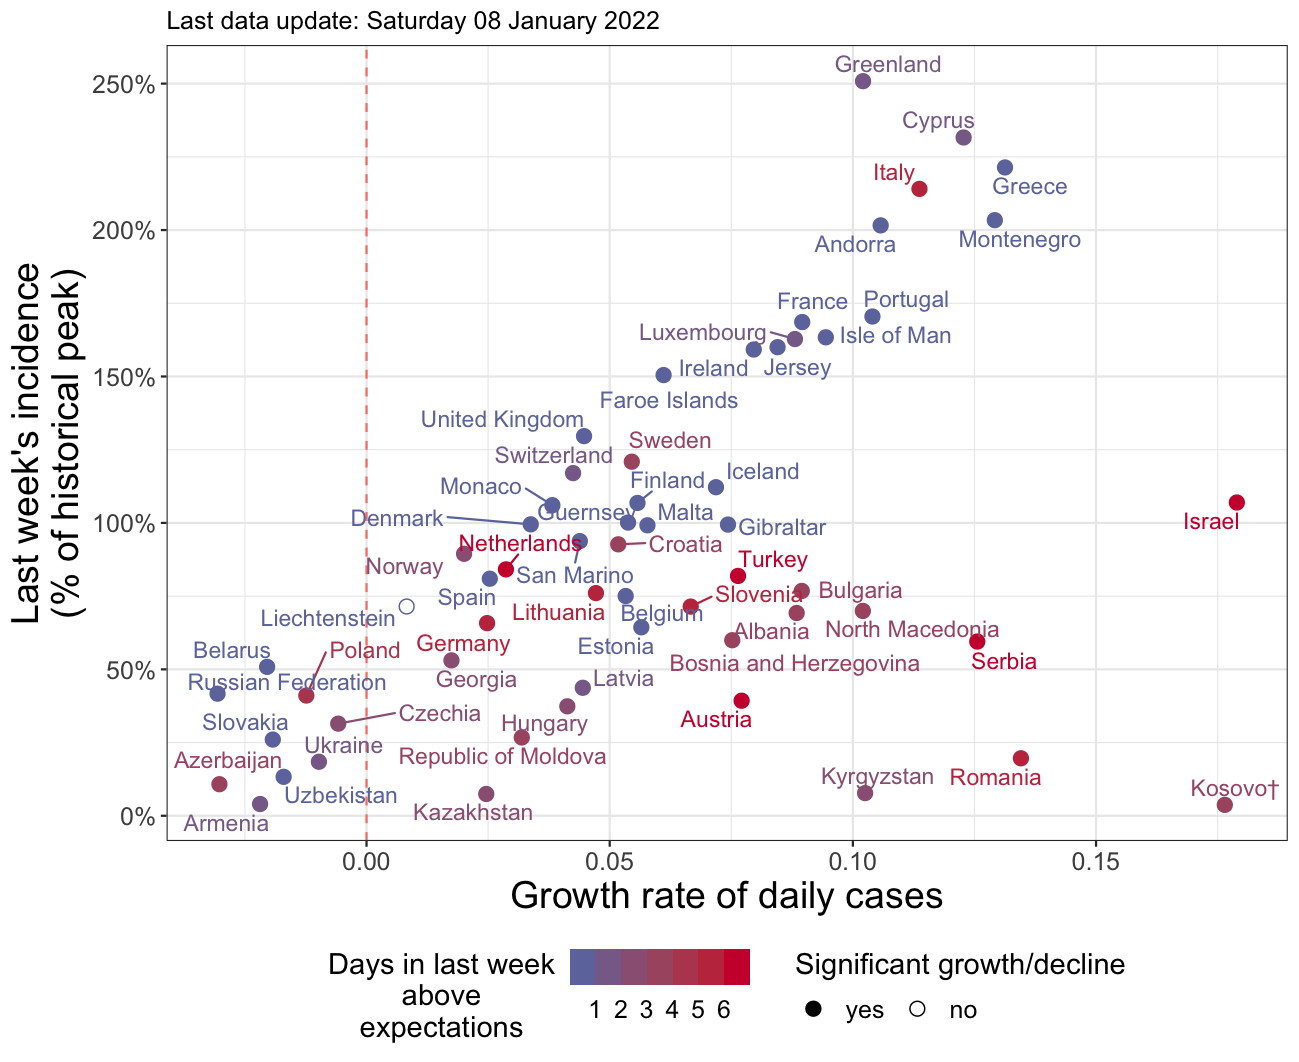 Last data update: Saturday 08 January 2022
Last week's incidence
(% of historical peak)
250%
200%
150%
100%
50%
0%
Greenland
Cyprus
Italy
Greece
Andorra
Montenegro
France
Portugal
Luxembourg
Isle of Man
Ireland
Jersey
Faroe Islands
United Kingdom
Sweden
Switzerland
Iceland
Finland
Monaco
Guernsey
Malta
Denmark
Gibraltar
Israel
Netherlands
Croatia
Turkey
Norway
San Marino
Spain
Slovenia
Bulgaria
Liechtenstein
Lithuania
Belgium
Albania
North Macedonia
Germany
Estonia
Belarus
Poland
Bosnia and Herzegovina
Serbia
Georgia
Latvia
Russian Federation
Czechia
Hungary
Austria
Slovakia
Ukraine
Republic of Moldova
Azerbaijan
Kyrgyzstan
Romania
Kosovo†
Uzbekistan
Kazakhstan
Armenia
0.00
0.05
0.10
0.15
Growth rate of daily cases
Days in last week
above
expectations
1 2 3 4 5 6
Significant growth/decline
yes
no